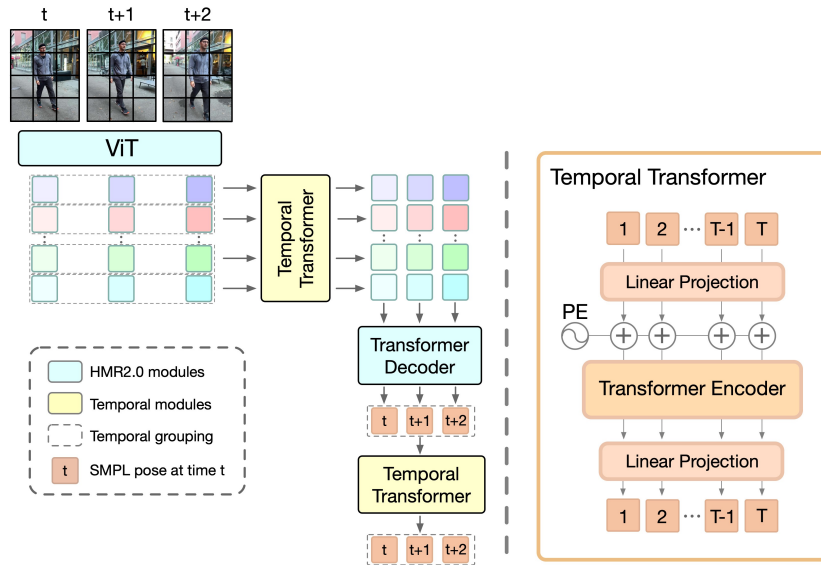 t
t+1
t+2
ViT
Temporal
Transformer
Transformer
Decoder
t
t+1
t+2
Temporal
Transformer
t
t+1
t+2
HMR2.0 modules
Temporal modules
Temporal grouping
t
SMPL pose at time t
Temporal Transformer
1
2
T-1
T
Linear Projection
PE
Transformer Encoder
Linear Projection
1
2
T-1
T